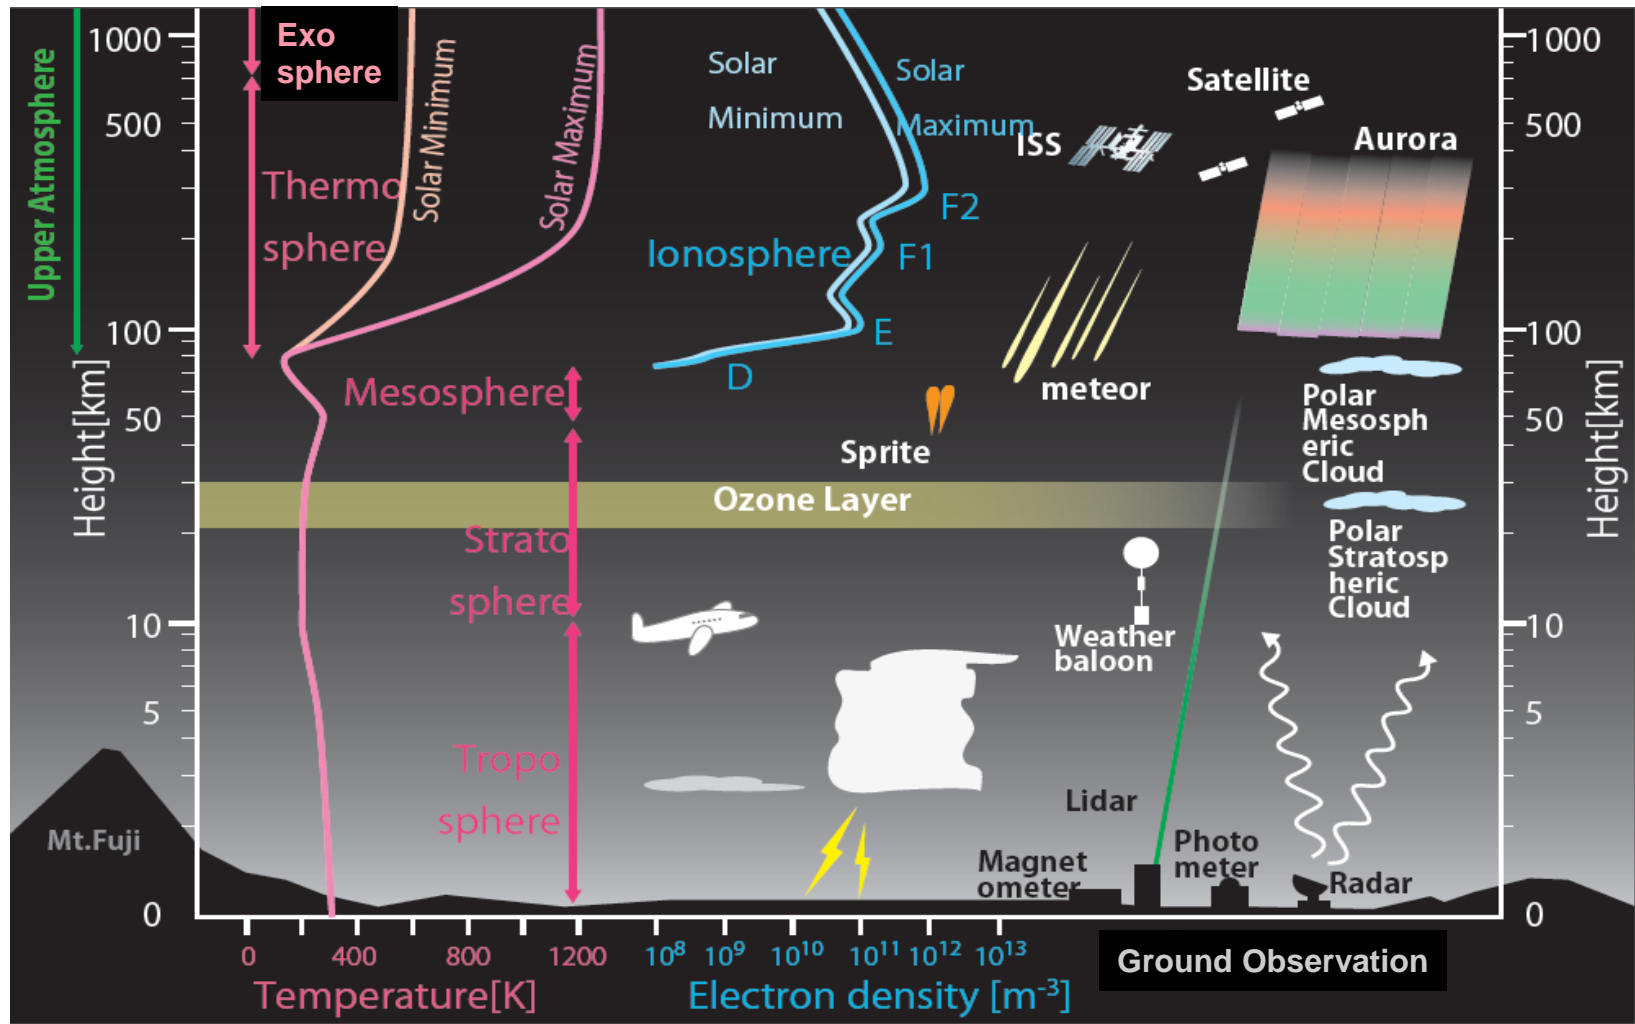 Exo
sphere
Upper Atmosphere
Height[km]
1000
500
100
50
10
5
0
Solar Minimum
Solar Maximum
Thermo
sphere
Mesosphere
Strato
sphere
Tropo
sphere
Mt.Fuji
Solar
Minimum
Solar
Maximum
Ionosphere
F2
F1
E
D
ISS
Satellite
Aurora
meteor
Sprite
Ozone Layer
Polar
Mesosph
eric
Cloud
Polar
Stratosp
heric
Cloud
Weather
baloon
Lidar
Magnet
ometer
Photo
meter
Radar
1000
500
100
50
10
5
0
Height[km]
0 400 800 1200
Temperature[K]
10⁸ 10⁹ 10¹⁰ 10¹¹ 10¹² 10¹³
Electron density [m⁻³]
Ground Observation